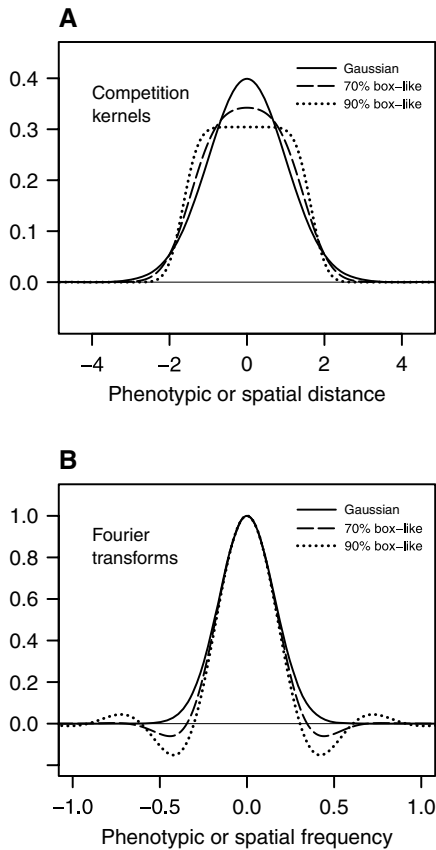 A
Competition
kernels
Gaussian
70% box−like
90% box−like
0.4
0.3
0.2
0.1
0.0
−4 −2 0 2 4
Phenotypic or spatial distance
B
Fourier
transforms
Gaussian
70% box−like
90% box−like
1.0
0.8
0.6
0.4
0.2
0.0
−1.0 −0.5 0.0 0.5 1.0
Phenotypic or spatial frequency